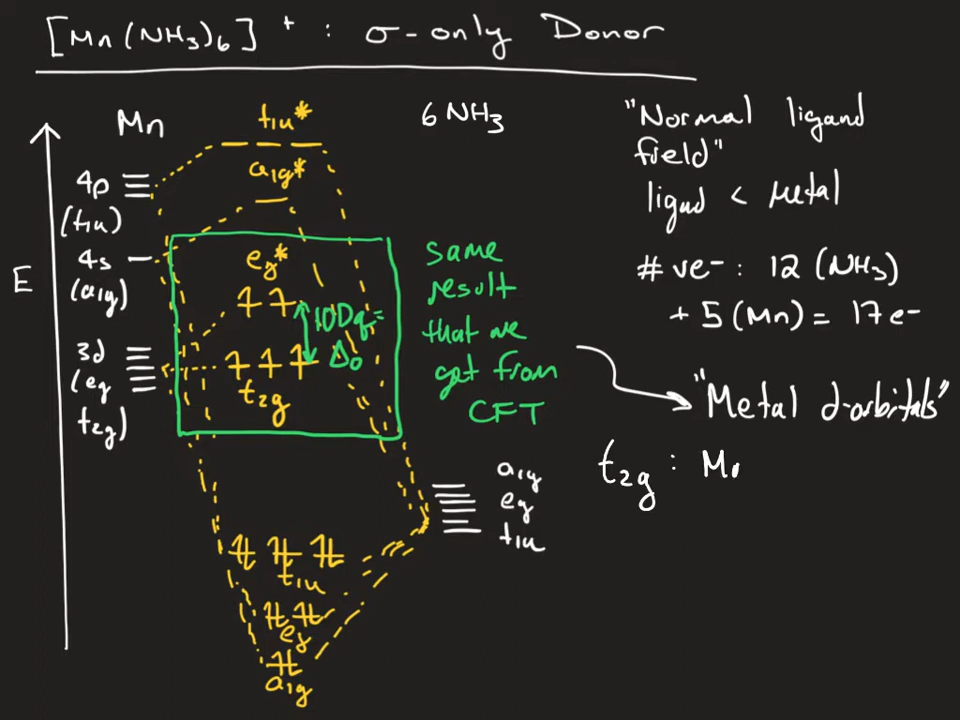 [Mn(NH₃)₆]⁺ : σ-only Donor
Mn
t₁ᵤ*
6 NH₃
a₁g*
4p
(t₁ᵤ)
4s
(a₁g)
eg*
3d
(eg
t₂g)
t₂g
10Dq =
Δ₀
E
same
result
that we
get from
CFT
a₁g
eg
t₁ᵤ
t₁ᵤ
eg
a₁g
"Normal ligand
field"
ligand < metal
# ve⁻ : 12 (NH₃)
+ 5 (Mn) = 17 e⁻
"Metal d-orbitals"
t₂g :